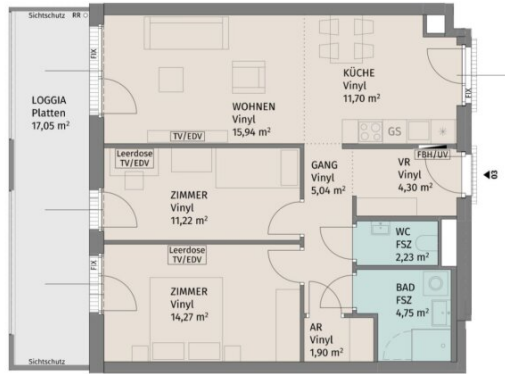 Sichtschutz RR
FIX
LOGGIA
Platten
17,05 m²
WOHNEN
Vinyl
15,94 m²
TV/EDV
KÜCHE
Vinyl
11,70 m²
GS
FIX
Leerdose
TV/EDV
ZIMMER
Vinyl
11,22 m²
GANG
Vinyl
5,04 m²
FBH/UV
VR
Vinyl
4,30 m²
03
WC
FSZ
2,23 m²
Leerdose
TV/EDV
FIX
ZIMMER
Vinyl
14,27 m²
BAD
FSZ
4,75 m²
AR
Vinyl
1,90 m²
Sichtschutz